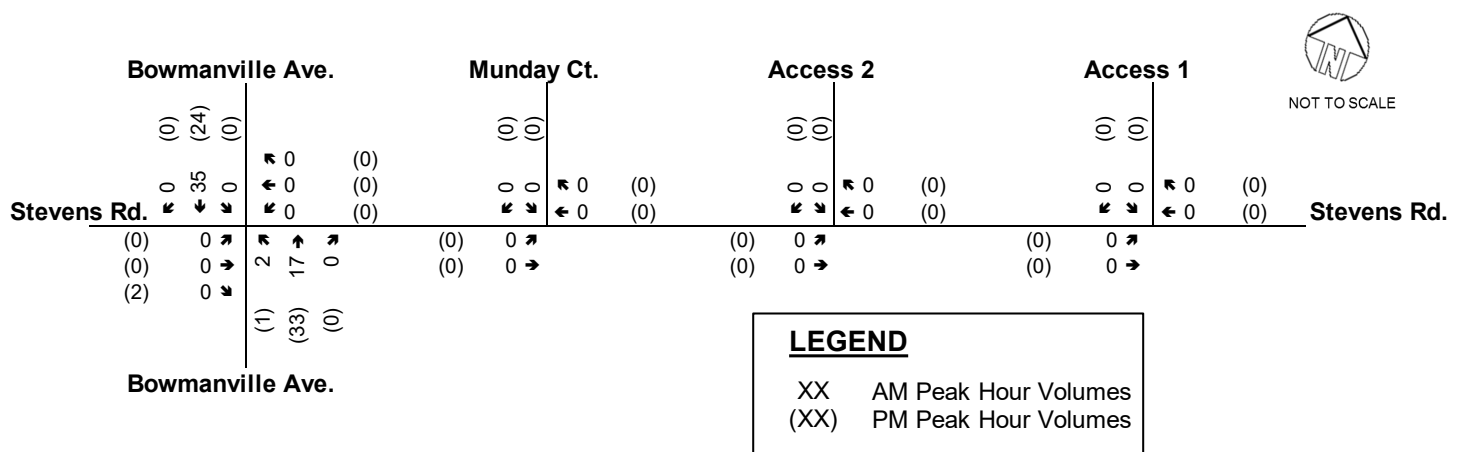 N
NOT TO SCALE
Bowmanville Ave. Munday Ct. Access 2 Access 1
(0) (24) (0) (0) (0) (0) (0) (0) (0)
0 (0)
0 35 0 0 (0) 0 0 0 (0) 0 0 0 (0) 0 0 0 (0)
Stevens Rd. 0 (0) 0 (0) 0 (0) 0 (0) Stevens Rd.
(0) 0 (0) 0 (0) 0 (0) 0
(0) 0 2 17 0 (0) 0 (0) 0 (0) 0
(2) 0
(1) (33) (0)
Bowmanville Ave.
LEGEND
XX AM Peak Hour Volumes
(XX) PM Peak Hour Volumes